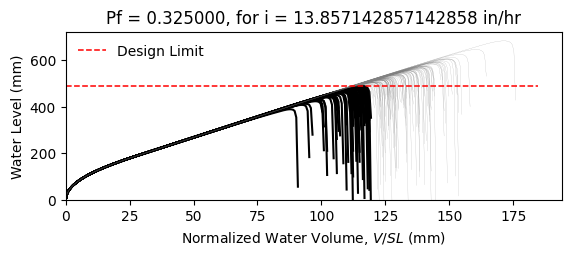 Pf = 0.325000, for i = 13.857142857142858 in/hr
Design Limit
Water Level (mm)
600
400
200
0
0 25 50 75 100 125 150 175
Normalized Water Volume, V/SL (mm)